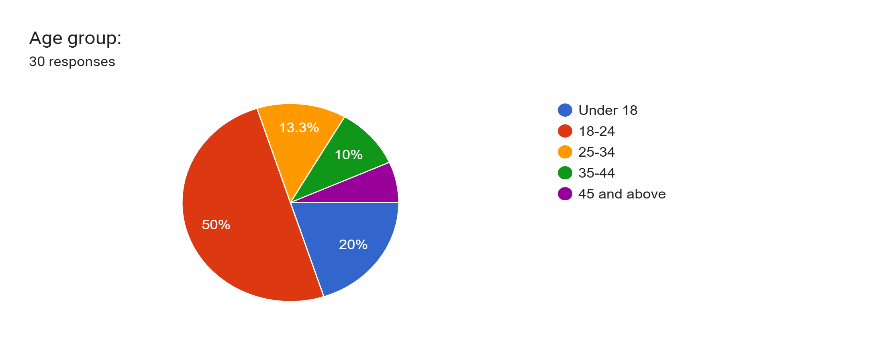 Age group:
30 responses
13.3%
10%
50%
20%
Under 18
18-24
25-34
35-44
45 and above